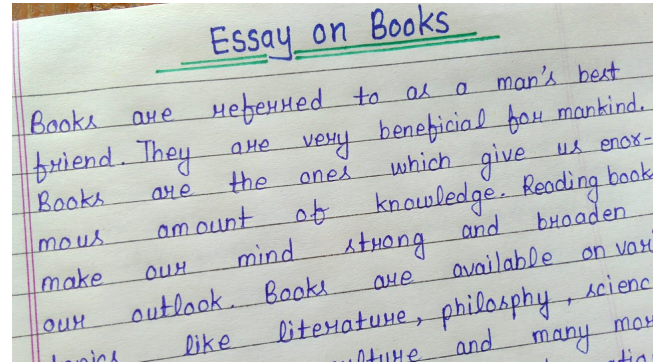 Essay on Books
Books are referred to as a man's best
friend. They are very beneficial for mankind.
Books are the ones which give us enor-
mous amount of knowledge. Reading book
make our mind strong and broaden
our outlook. Books are available on vari
like literature, philosphy, scienc
and many mor